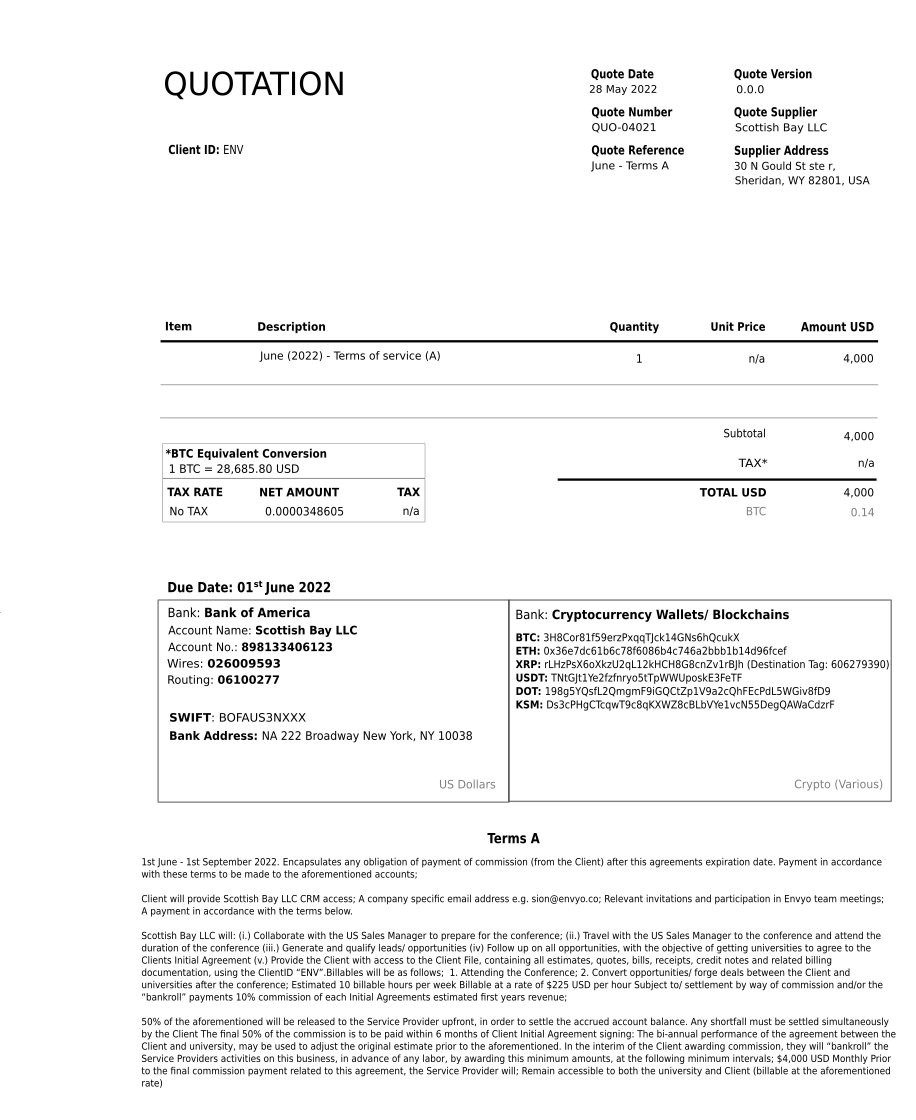 QUOTATION
Client ID: ENV
Quote Date
28 May 2022
Quote Number
QUO-04021
Quote Reference
June - Terms A
Quote Version
0.0.0
Quote Supplier
Scottish Bay LLC
Supplier Address
30 N Gould St ste r,
Sheridan, WY 82801, USA
Item Description Quantity Unit Price Amount USD
June (2022) - Terms of service (A) 1 n/a 4,000
Subtotal 4,000
TAX* n/a
TOTAL USD 4,000
BTC 0.14
*BTC Equivalent Conversion
1 BTC = 28,685.80 USD
TAX RATE NET AMOUNT TAX
No TAX 0.0000348605 n/a
Due Date: 01st June 2022
Bank: Bank of America
Account Name: Scottish Bay LLC
Account No.: 898133406123
Wires: 026009593
Routing: 06100277
SWIFT: BOFAUS3NXXX
Bank Address: NA 222 Broadway New York, NY 10038
US Dollars
Bank: Cryptocurrency Wallets/ Blockchains
BTC: 3H8Cor81f59erzPxqqTJck14GNs6hQcukX
ETH: 0x36e7dc61b6c78f6086b4c746a2bbb1b14d96fcef
XRP: rLHzPsX6oXkzU2qL12kHCH8G8cnZv1rBJh (Destination Tag: 606279390)
USDT: TNtGJt1Ye2fzfnryo5tTpWWUposkE3FeTF
DOT: 198g5YQsfL2QmgmF9iGQCtZp1V9a2cQhFEcPdL5WGiv8fD9
KSM: Ds3cPHgCTcqwT9c8qKXWZ8cBLbVYe1vcN55DegQAWaCdzrF
Crypto (Various)
Terms A
1st June - 1st September 2022. Encapsulates any obligation of payment of commission (from the Client) after this agreements expiration date. Payment in accordance
with these terms to be made to the aforementioned accounts;
Client will provide Scottish Bay LLC CRM access; A company specific email address e.g. sion@envyo.co; Relevant invitations and participation in Envyo team meetings;
A payment in accordance with the terms below.
Scottish Bay LLC will: (i.) Collaborate with the US Sales Manager to prepare for the conference; (ii.) Travel with the US Sales Manager to the conference and attend the
duration of the conference (iii.) Generate and qualify leads/ opportunities (iv) Follow up on all opportunities, with the objective of getting universities to agree to the
Clients Initial Agreement (v.) Provide the Client with access to the Client File, containing all estimates, quotes, bills, receipts, credit notes and related billing
documentation, using the ClientID “ENV”.Billables will be as follows; 1. Attending the Conference; 2. Convert opportunities/ forge deals between the Client and
universities after the conference; Estimated 10 billable hours per week Billable at a rate of $225 USD per hour Subject to/ settlement by way of commission and/or the
“bankroll” payments 10% commission of each Initial Agreements estimated first years revenue;
50% of the aforementioned will be released to the Service Provider upfront, in order to settle the accrued account balance. Any shortfall must be settled simultaneously
by the Client The final 50% of the commission is to be paid within 6 months of Client Initial Agreement signing: The bi-annual performance of the agreement between the
Client and university, may be used to adjust the original estimate prior to the aforementioned. In the interim of the Client awarding commission, they will “bankroll” the
Service Providers activities on this business, in advance of any labor, by awarding this minimum amounts, at the following minimum intervals; $4,000 USD Monthly Prior
to the final commission payment related to this agreement, the Service Provider will; Remain accessible to both the university and Client (billable at the aforementioned
rate)